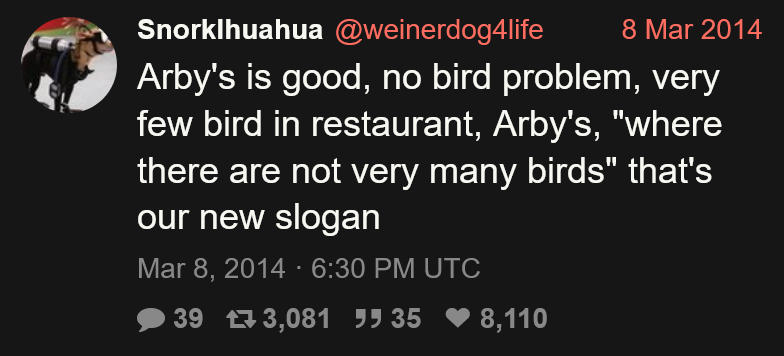 Snorklhuahua @weinerdog4life 8 Mar 2014
Arby's is good, no bird problem, very
few bird in restaurant, Arby's, "where
there are not very many birds" that's
our new slogan
Mar 8, 2014 · 6:30 PM UTC
39 3,081 35 8,110